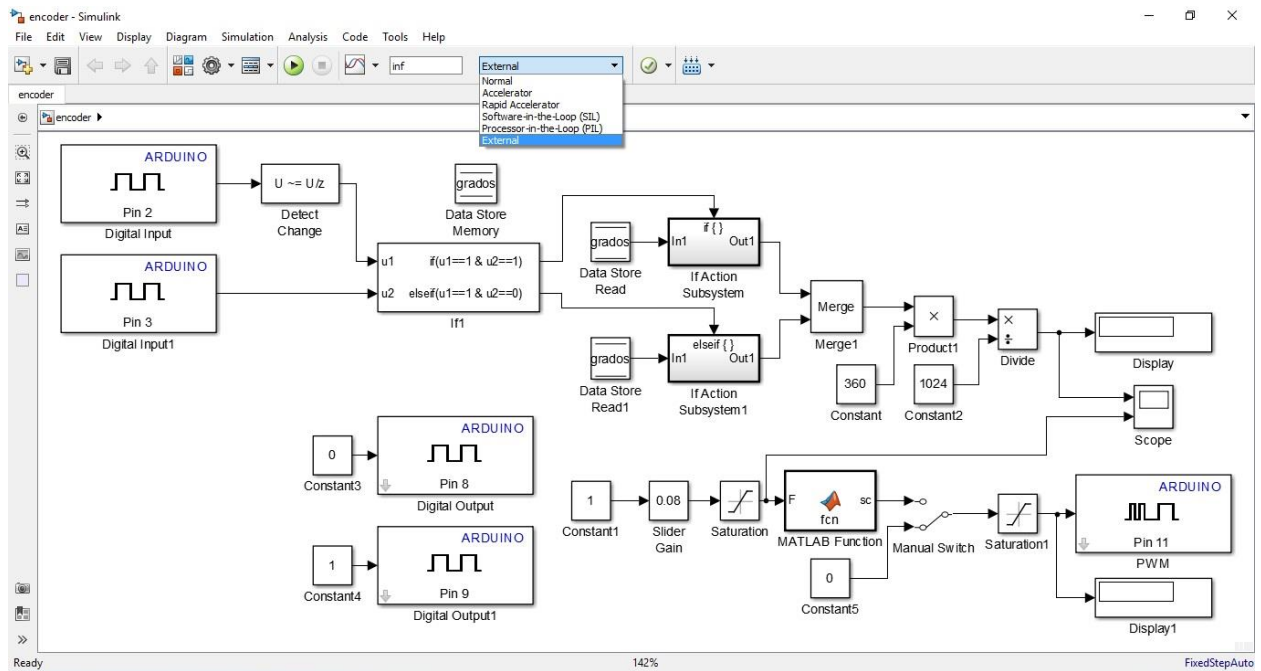 encoder - Simulink
File Edit View Display Diagram Simulation Analysis Code Tools Help
inf
External
Normal
Accelerator
Rapid Accelerator
Software-in-the-Loop (SIL)
Processor-in-the-Loop (PIL)
External
encoder
encoder
ARDUINO
Pin 2
Digital Input
U ~= U/z
Detect
Change
grados
Data Store
Memory
ARDUINO
Pin 3
Digital Input1
u1 if(u1==1 & u2==1)
u2 elseif(u1==1 & u2==0)
If1
grados
Data Store
Read
if { }
In1 Out1
If Action
Subsystem
grados
Data Store
Read1
elseif { }
In1 Out1
If Action
Subsystem1
Merge
Merge1
×
Product1
360
Constant
1024
Constant2
×
÷
Divide
Display
Scope
0
Constant3
ARDUINO
Pin 8
Digital Output
1
Constant4
ARDUINO
Pin 9
Digital Output1
1
Constant1
0.08
Slider
Gain
Saturation
F sc
fcn
MATLAB Function
0
Constant5
Manual Switch
Saturation1
ARDUINO
Pin 11
PWM
Display1
Ready
142%
FixedStepAuto